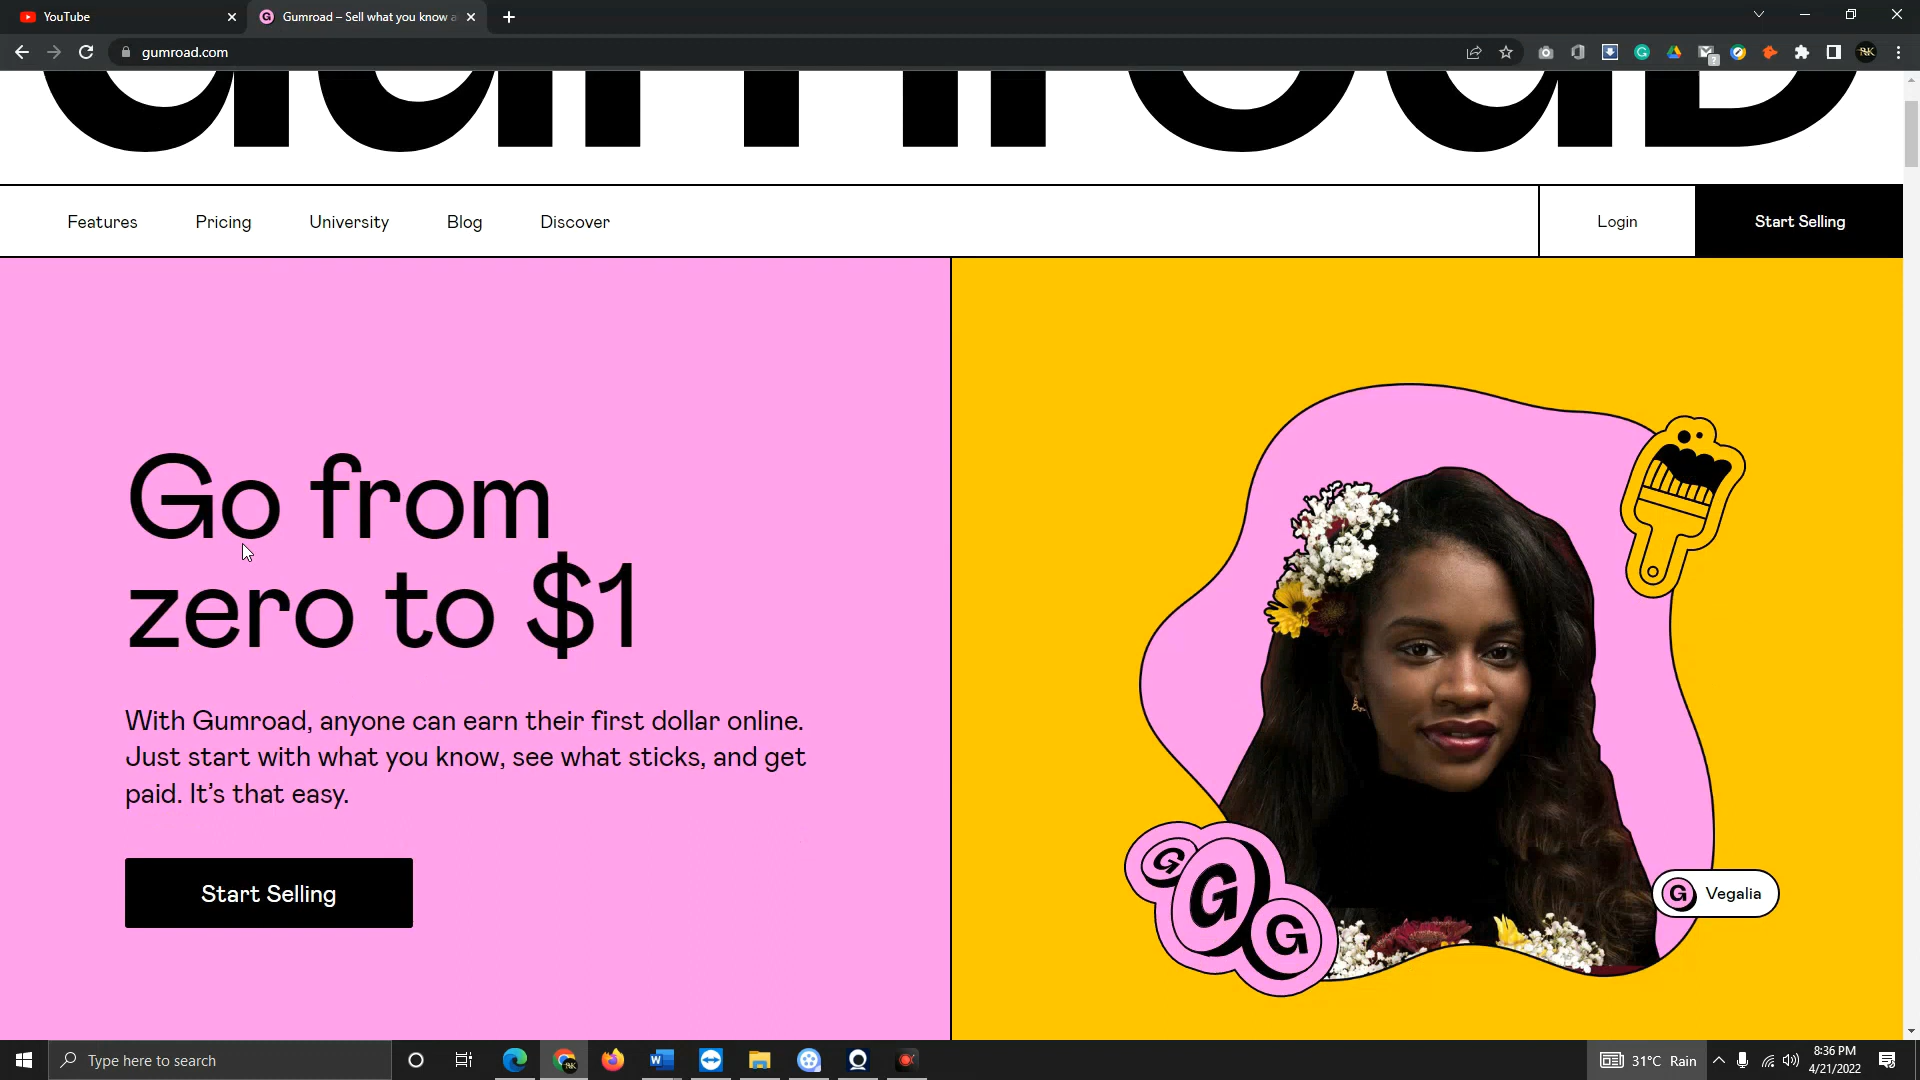 YouTube
Gumroad – Sell what you know a
gumroad.com
RK
?
GumroaD
Features
Pricing
University
Blog
Discover
Login
Start Selling
Go from
zero to $1
With Gumroad, anyone can earn their first dollar online.
Just start with what you know, see what sticks, and get
paid. It’s that easy.
Start Selling
G
G
G
G Vegalia
Type here to search
31°C Rain
8:36 PM
4/21/2022